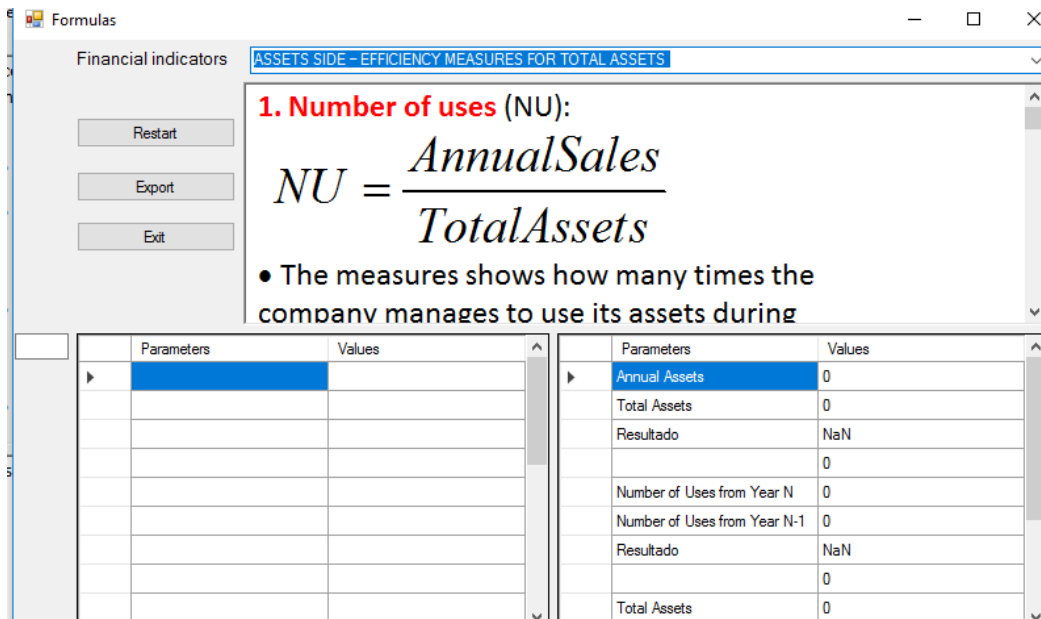 Formulas
Financial indicators
ASSETS SIDE – EFFICIENCY MEASURES FOR TOTAL ASSETS
Restart
Export
Exit
1. Number of uses (NU):
NU = AnnualSales / TotalAssets
• The measures shows how many times the
company manages to use its assets during
Parameters Values
Parameters Values
Annual Assets 0
Total Assets 0
Resultado NaN
0
Number of Uses from Year N 0
Number of Uses from Year N-1 0
Resultado NaN
0
Total Assets 0